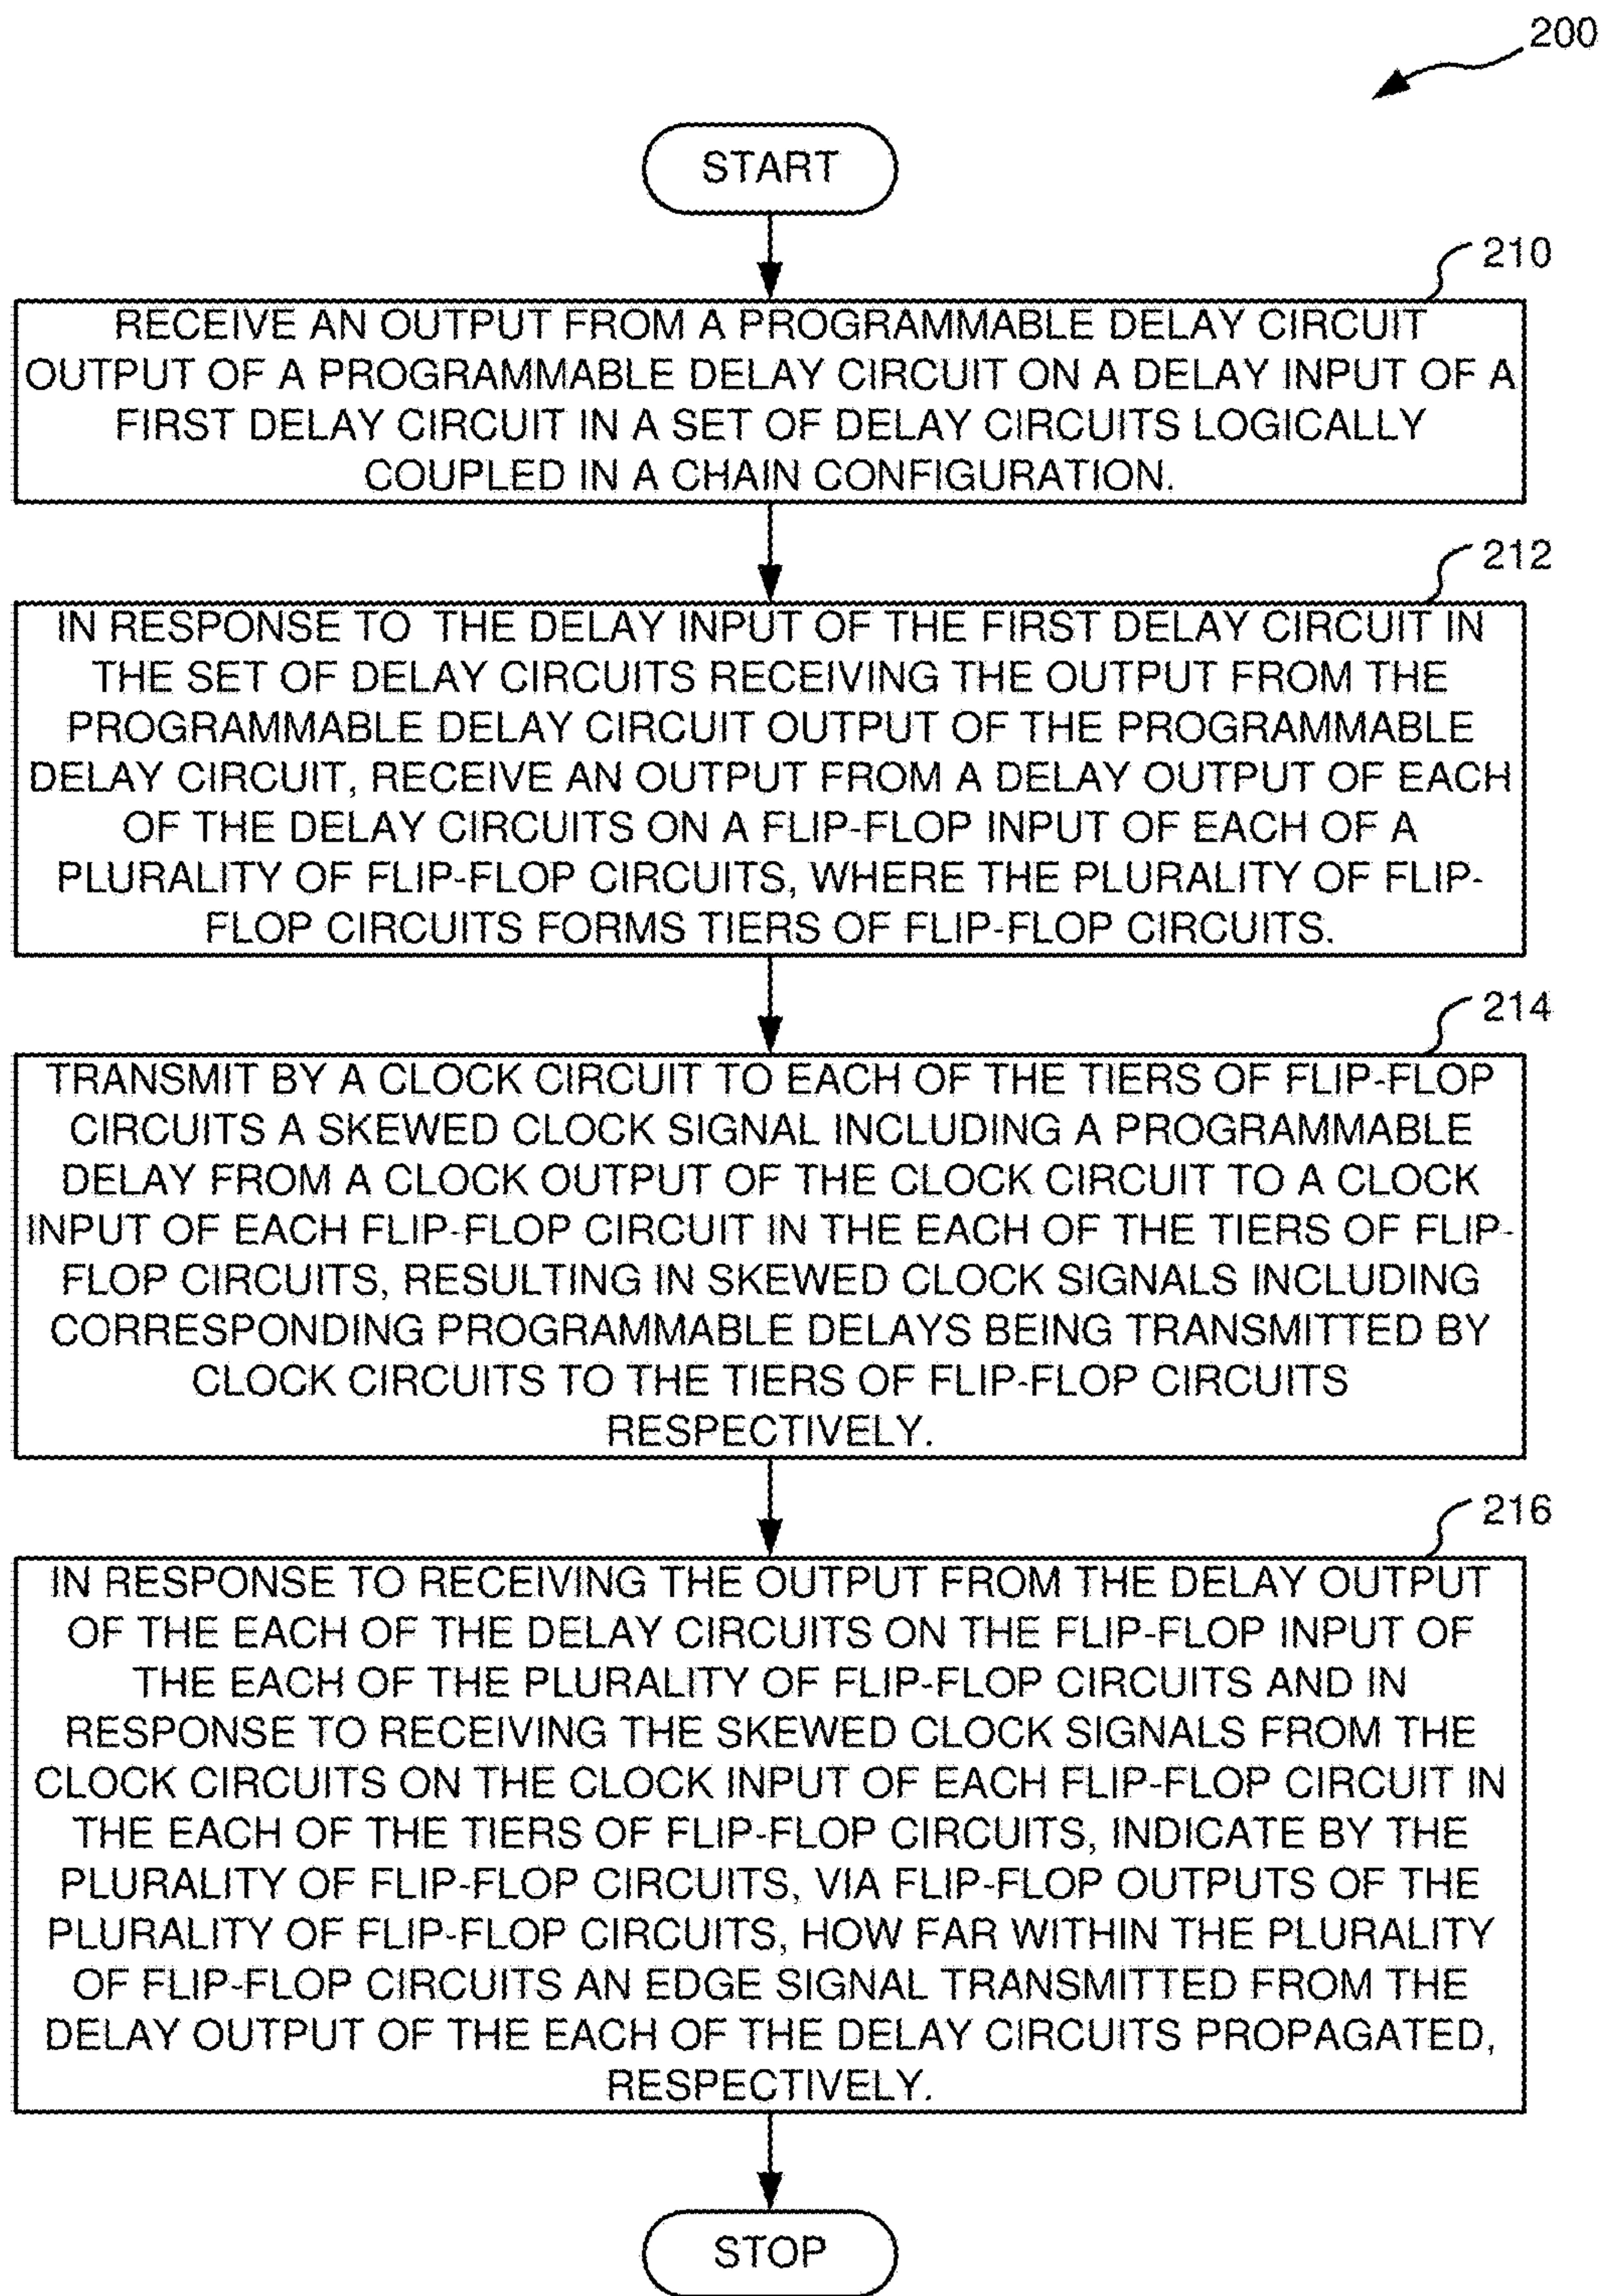 200
START
210
RECEIVE AN OUTPUT FROM A PROGRAMMABLE DELAY CIRCUIT
OUTPUT OF A PROGRAMMABLE DELAY CIRCUIT ON A DELAY INPUT OF A
FIRST DELAY CIRCUIT IN A SET OF DELAY CIRCUITS LOGICALLY
COUPLED IN A CHAIN CONFIGURATION.
212
IN RESPONSE TO THE DELAY INPUT OF THE FIRST DELAY CIRCUIT IN
THE SET OF DELAY CIRCUITS RECEIVING THE OUTPUT FROM THE
PROGRAMMABLE DELAY CIRCUIT OUTPUT OF THE PROGRAMMABLE
DELAY CIRCUIT, RECEIVE AN OUTPUT FROM A DELAY OUTPUT OF EACH
OF THE DELAY CIRCUITS ON A FLIP-FLOP INPUT OF EACH OF A
PLURALITY OF FLIP-FLOP CIRCUITS, WHERE THE PLURALITY OF FLIP-
FLOP CIRCUITS FORMS TIERS OF FLIP-FLOP CIRCUITS.
214
TRANSMIT BY A CLOCK CIRCUIT TO EACH OF THE TIERS OF FLIP-FLOP
CIRCUITS A SKEWED CLOCK SIGNAL INCLUDING A PROGRAMMABLE
DELAY FROM A CLOCK OUTPUT OF THE CLOCK CIRCUIT TO A CLOCK
INPUT OF EACH FLIP-FLOP CIRCUIT IN THE EACH OF THE TIERS OF FLIP-
FLOP CIRCUITS, RESULTING IN SKEWED CLOCK SIGNALS INCLUDING
CORRESPONDING PROGRAMMABLE DELAYS BEING TRANSMITTED BY
CLOCK CIRCUITS TO THE TIERS OF FLIP-FLOP CIRCUITS
RESPECTIVELY.
216
IN RESPONSE TO RECEIVING THE OUTPUT FROM THE DELAY OUTPUT
OF THE EACH OF THE DELAY CIRCUITS ON THE FLIP-FLOP INPUT OF
THE EACH OF THE PLURALITY OF FLIP-FLOP CIRCUITS AND IN
RESPONSE TO RECEIVING THE SKEWED CLOCK SIGNALS FROM THE
CLOCK CIRCUITS ON THE CLOCK INPUT OF EACH FLIP-FLOP CIRCUIT IN
THE EACH OF THE TIERS OF FLIP-FLOP CIRCUITS, INDICATE BY THE
PLURALITY OF FLIP-FLOP CIRCUITS, VIA FLIP-FLOP OUTPUTS OF THE
PLURALITY OF FLIP-FLOP CIRCUITS, HOW FAR WITHIN THE PLURALITY
OF FLIP-FLOP CIRCUITS AN EDGE SIGNAL TRANSMITTED FROM THE
DELAY OUTPUT OF THE EACH OF THE DELAY CIRCUITS PROPAGATED,
RESPECTIVELY.
STOP